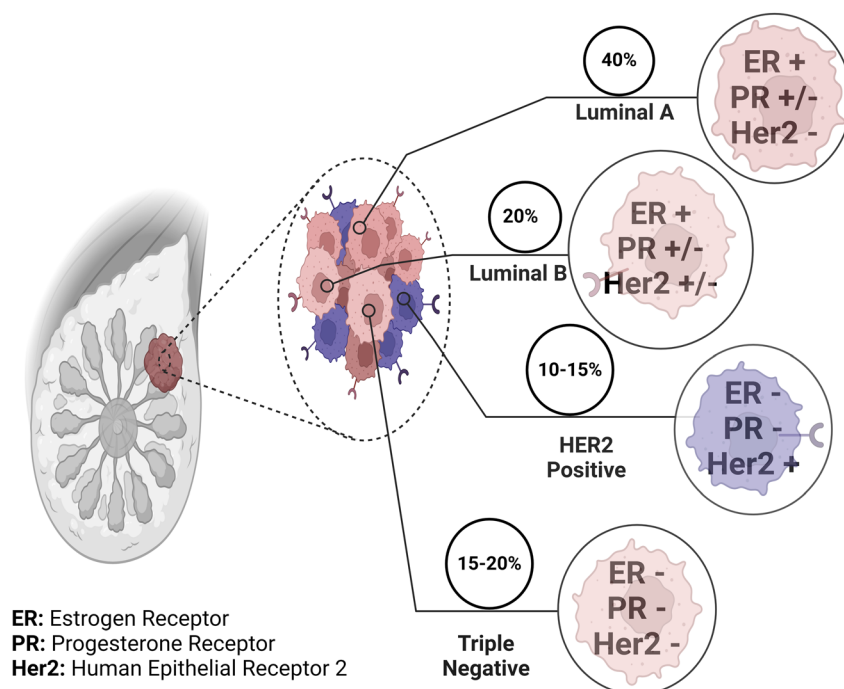 40%
Luminal A
ER +
PR +/-
Her2 -
20%
Luminal B
ER +
PR +/-
Her2 +/-
10-15%
HER2
Positive
ER -
PR -
Her2 +
15-20%
Triple
Negative
ER -
PR -
Her2 -
ER: Estrogen Receptor
PR: Progesterone Receptor
Her2: Human Epithelial Receptor 2